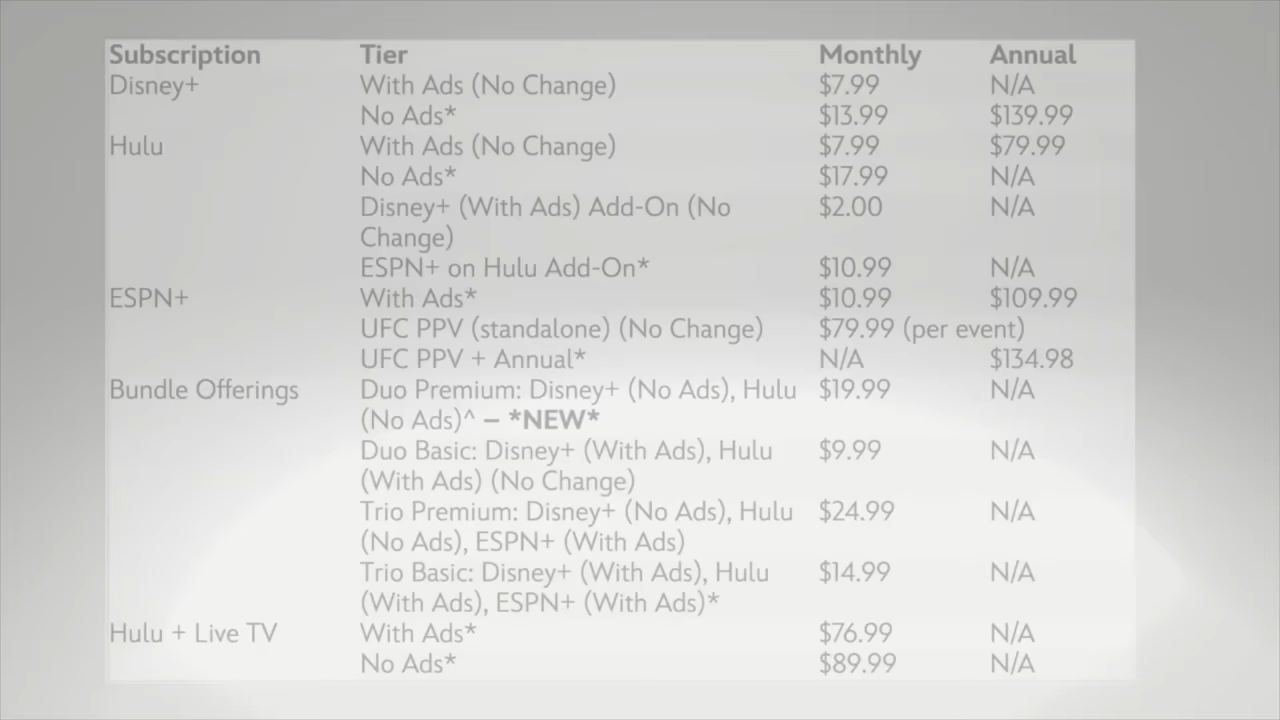 Subscription Tier Monthly Annual
Disney+ With Ads (No Change) $7.99 N/A
No Ads* $13.99 $139.99
Hulu With Ads (No Change) $7.99 $79.99
No Ads* $17.99 N/A
Disney+ (With Ads) Add-On (No $2.00 N/A
Change)
ESPN+ on Hulu Add-On* $10.99 N/A
ESPN+ With Ads* $10.99 $109.99
UFC PPV (standalone) (No Change) $79.99 (per event)
UFC PPV + Annual* N/A $134.98
Bundle Offerings Duo Premium: Disney+ (No Ads), Hulu $19.99 N/A
(No Ads)^ – *NEW*
Duo Basic: Disney+ (With Ads), Hulu $9.99 N/A
(With Ads) (No Change)
Trio Premium: Disney+ (No Ads), Hulu $24.99 N/A
(No Ads), ESPN+ (With Ads)
Trio Basic: Disney+ (With Ads), Hulu $14.99 N/A
(With Ads), ESPN+ (With Ads)*
Hulu + Live TV With Ads* $76.99 N/A
No Ads* $89.99 N/A